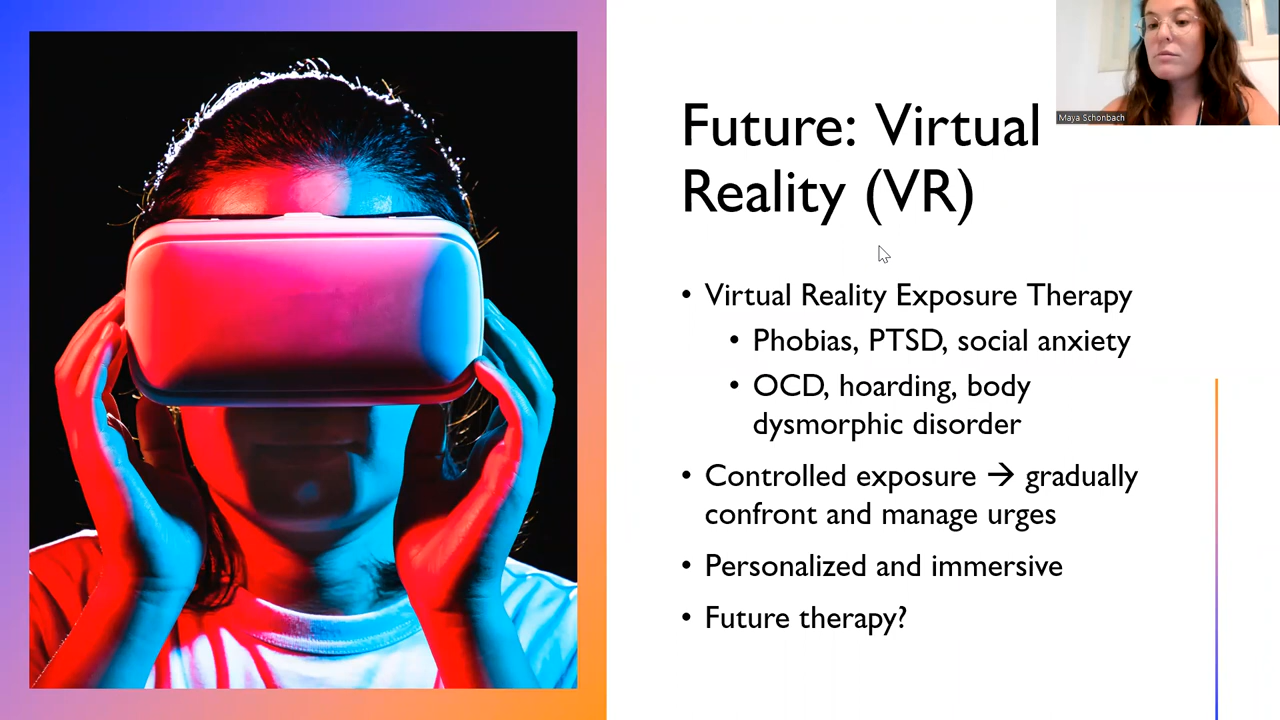 Future: Virtual
Reality (VR)
Maya Schonbach
• Virtual Reality Exposure Therapy
• Phobias, PTSD, social anxiety
• OCD, hoarding, body
dysmorphic disorder
• Controlled exposure → gradually
confront and manage urges
• Personalized and immersive
• Future therapy?